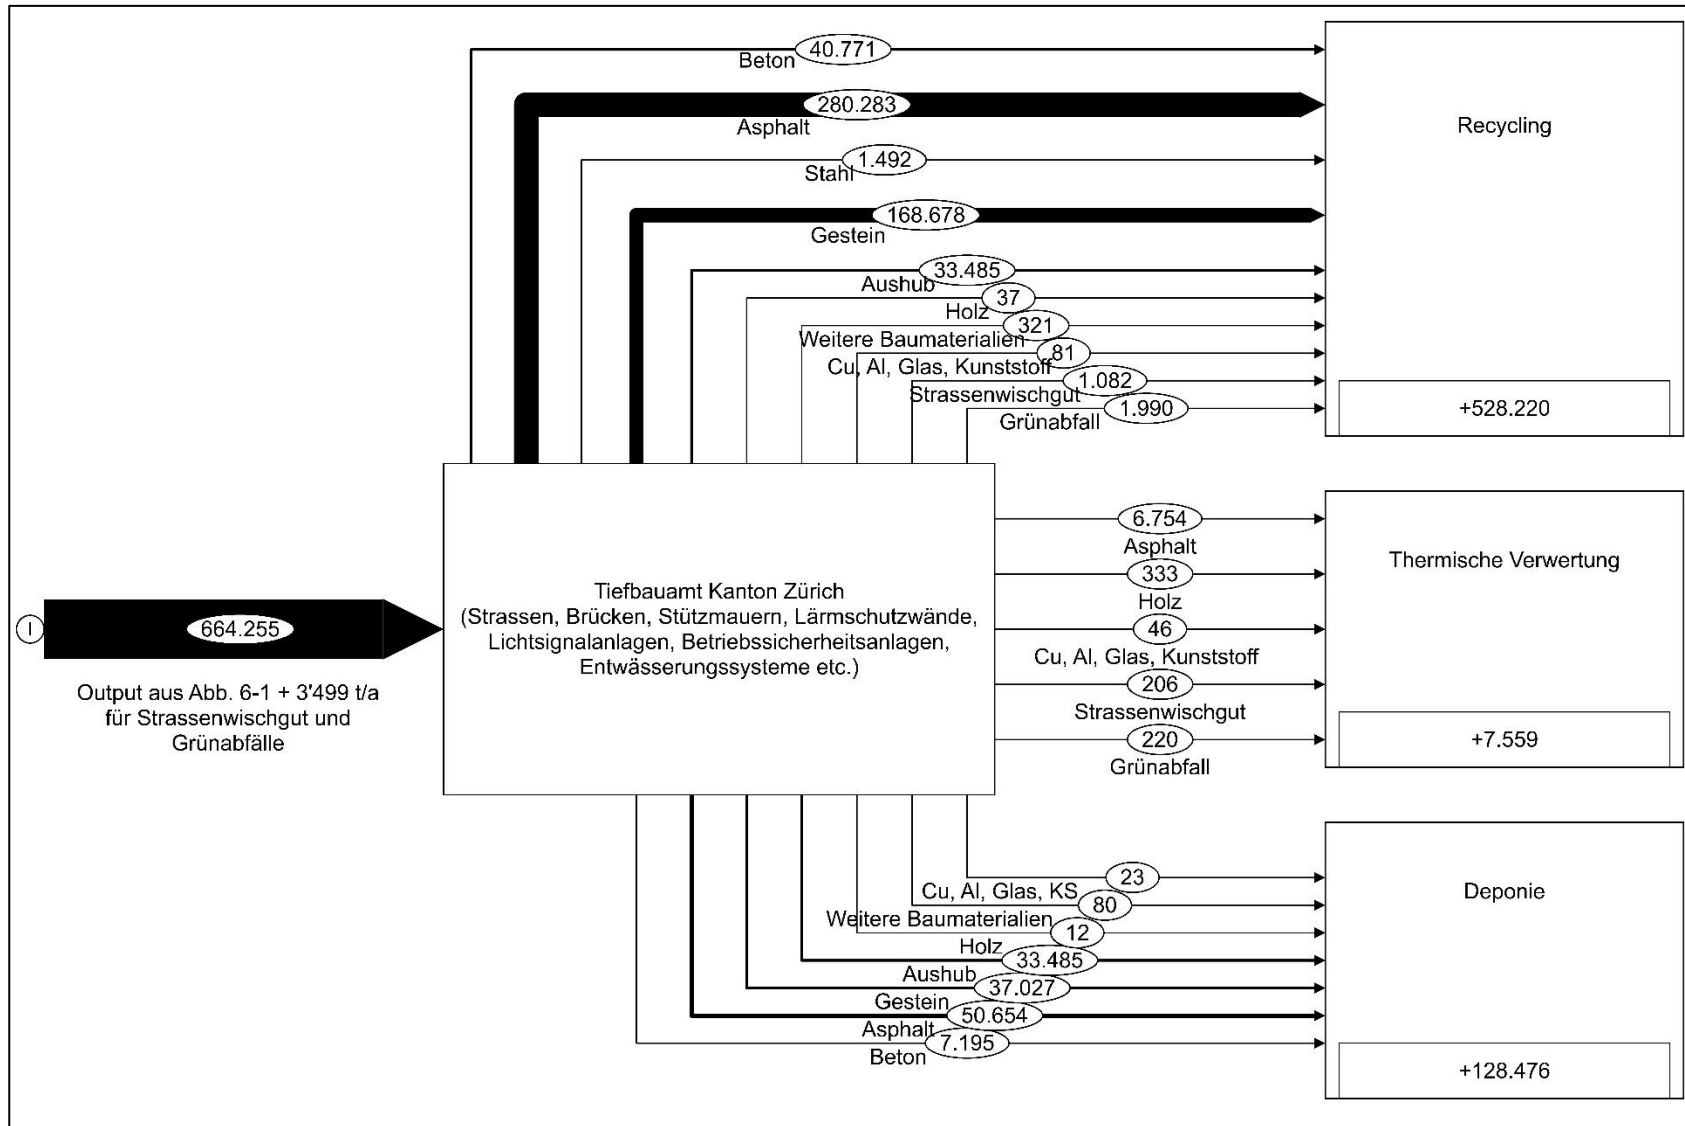 40.771
Beton
280.283
Asphalt
1.492
Stahl
168.678
Gestein
33.485
Aushub
37
Holz
321
Weitere Baumaterialien
81
Cu, Al, Glas, Kunststoff
1.082
Strassenwischgut
1.990
Grünabfall
Recycling
+528.220
I
664.255
Output aus Abb. 6-1 + 3'499 t/a
für Strassenwischgut und
Grünabfälle
Tiefbauamt Kanton Zürich
(Strassen, Brücken, Stützmauern, Lärmschutzwände,
Lichtsignalanlagen, Betriebssicherheitsanlagen,
Entwässerungssysteme etc.)
6.754
Asphalt
333
Holz
46
Cu, Al, Glas, Kunststoff
206
Strassenwischgut
220
Grünabfall
Thermische Verwertung
+7.559
23
Cu, Al, Glas, KS
80
Weitere Baumaterialien
12
Holz
33.485
Aushub
37.027
Gestein
50.654
Asphalt
7.195
Beton
Deponie
+128.476